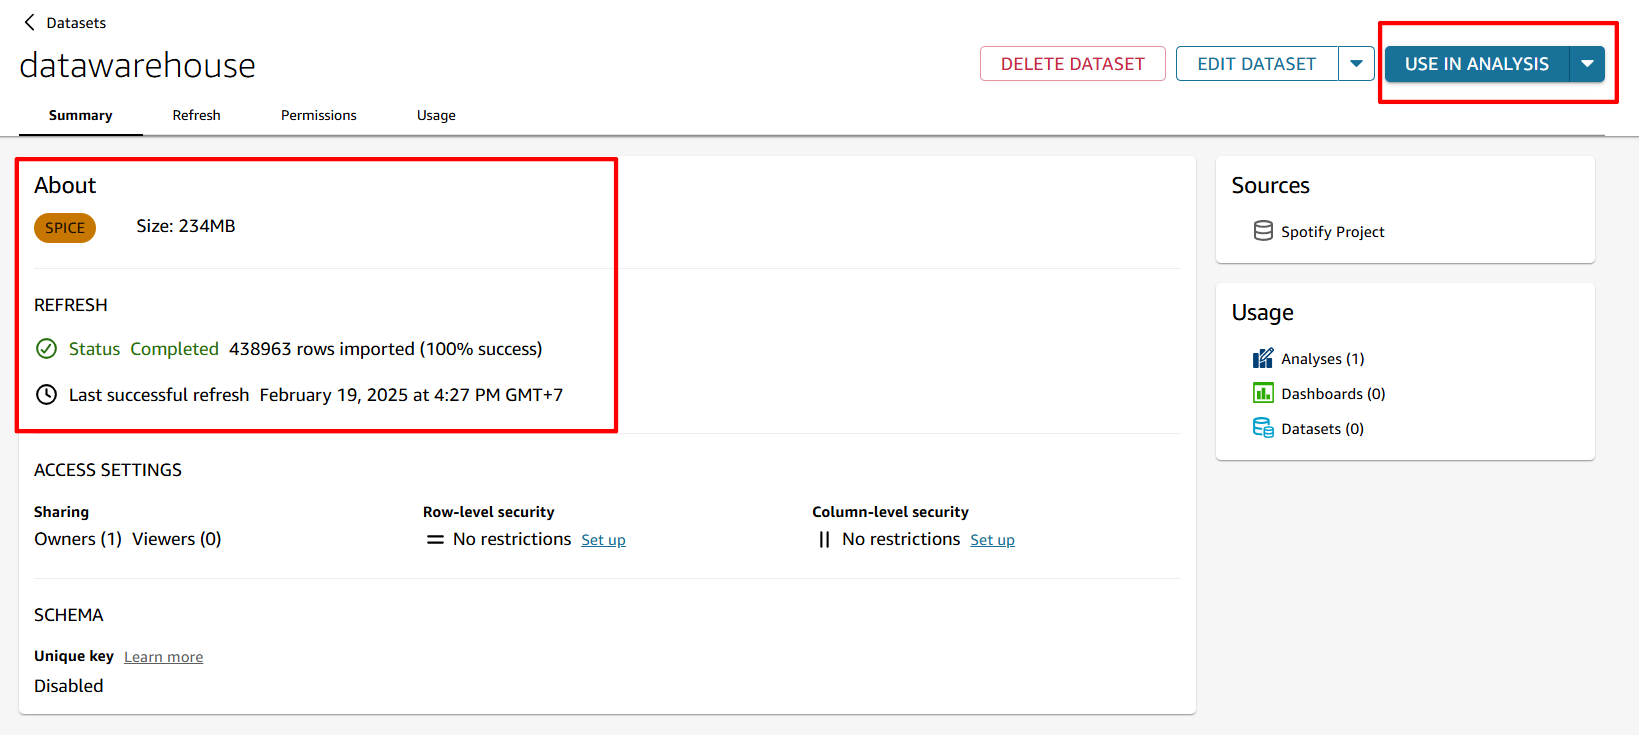 Datasets
datawarehouse
DELETE DATASET
EDIT DATASET
USE IN ANALYSIS
Summary Refresh Permissions Usage
About
SPICE Size: 234MB
REFRESH
Status Completed 438963 rows imported (100% success)
Last successful refresh February 19, 2025 at 4:27 PM GMT+7
ACCESS SETTINGS
Sharing
Owners (1) Viewers (0)
Row-level security
No restrictions Set up
Column-level security
No restrictions Set up
SCHEMA
Unique key Learn more
Disabled
Sources
Spotify Project
Usage
Analyses (1)
Dashboards (0)
Datasets (0)